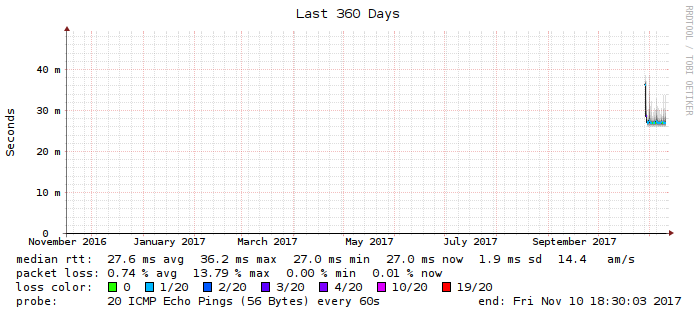 Last 360 Days
RRDTOOL / TOBI OETIKER
Seconds
40 m
30 m
20 m
10 m
0
November 2016 January 2017 March 2017 May 2017 July 2017 September 2017
median rtt: 27.6 ms avg 36.2 ms max 27.0 ms min 27.0 ms now 1.9 ms sd 14.4 am/s
packet loss: 0.74 % avg 13.79 % max 0.00 % min 0.01 % now
loss color: 0 1/20 2/20 3/20 4/20 10/20 19/20
probe: 20 ICMP Echo Pings (56 Bytes) every 60s end: Fri Nov 10 18:30:03 2017